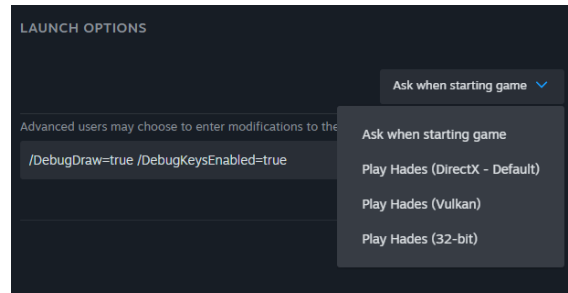 LAUNCH OPTIONS
Ask when starting game
Advanced users may choose to enter modifications to the
/DebugDraw=true /DebugKeysEnabled=true
Ask when starting game
Play Hades (DirectX - Default)
Play Hades (Vulkan)
Play Hades (32-bit)